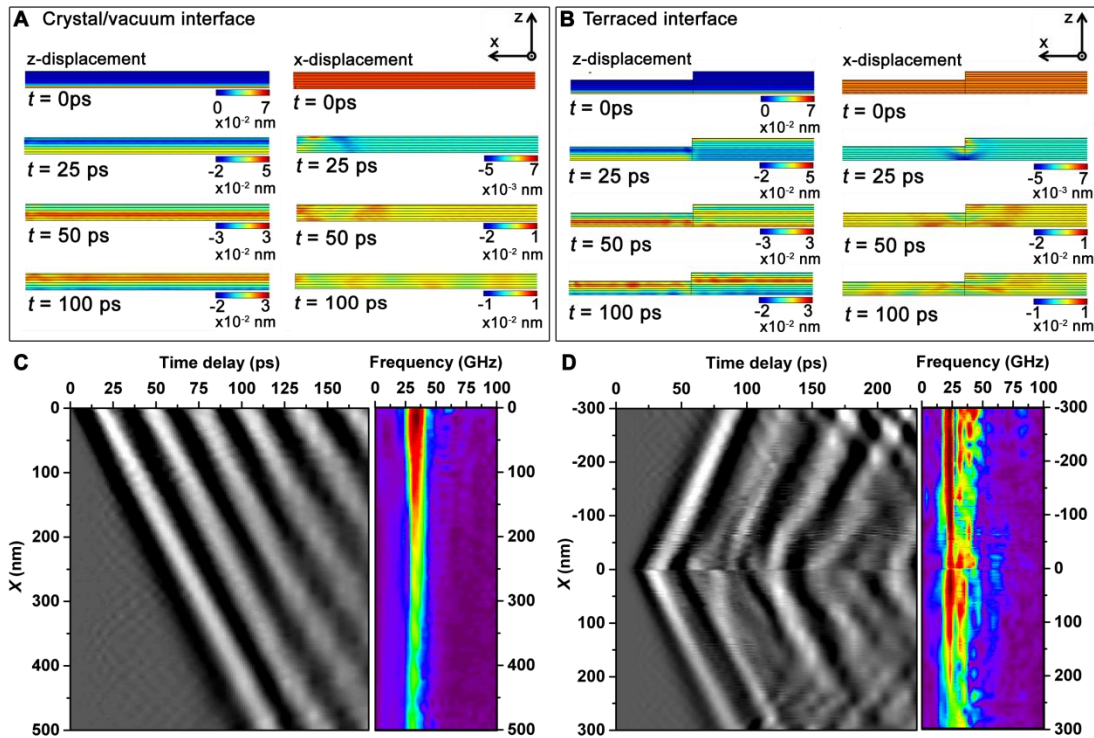 A Crystal/vacuum interface
z
x
z-displacement
x-displacement
t = 0ps
0 7
x10-2 nm
t = 0ps
t = 25 ps
-2 5
x10-2 nm
t = 25 ps
-5 7
x10-3 nm
t = 50 ps
-3 3
x10-2 nm
t = 50 ps
-2 1
x10-2 nm
t = 100 ps
-2 3
x10-2 nm
t = 100 ps
-1 1
x10-2 nm
B Terraced interface
z
x
z-displacement
x-displacement
t = 0ps
0 7
x10-2 nm
t = 0ps
t = 25 ps
-2 5
x10-2 nm
t = 25 ps
-5 7
x10-3 nm
t = 50 ps
-3 3
x10-2 nm
t = 50 ps
-2 1
x10-2 nm
t = 100 ps
-2 3
x10-2 nm
t = 100 ps
-1 1
x10-2 nm
C Time delay (ps)
0 25 50 75 100 125 150
X (nm)
0
100
200
300
400
500
Frequency (GHz)
0 25 50 75 100
0
100
200
300
400
500
D Time delay (ps)
0 50 100 150 200
X (nm)
-300
-200
-100
0
100
200
300
Frequency (GHz)
0 25 50 75 100
-300
-200
-100
0
100
200
300